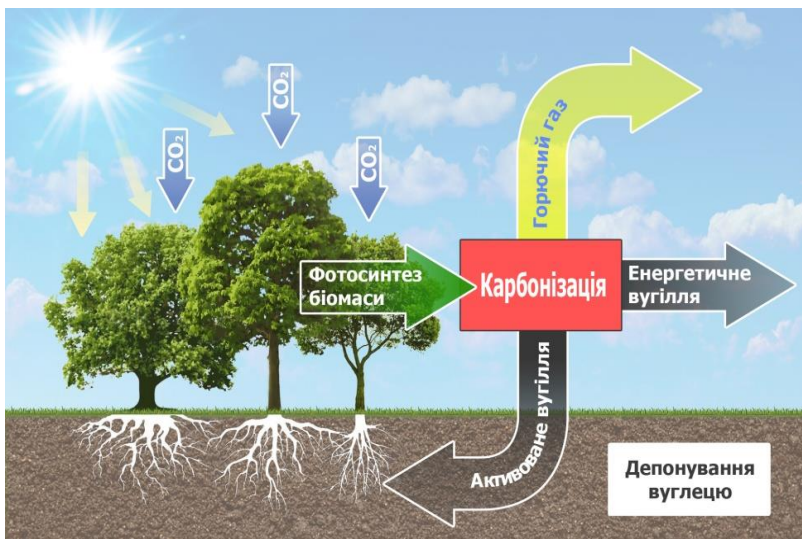 CO₂
CO₂
CO₂
Горючий газ
Фотосинтез
біомаси
Карбонізація
Енергетичне
вугілля
Активоване вугілля
Депонування
вуглецю